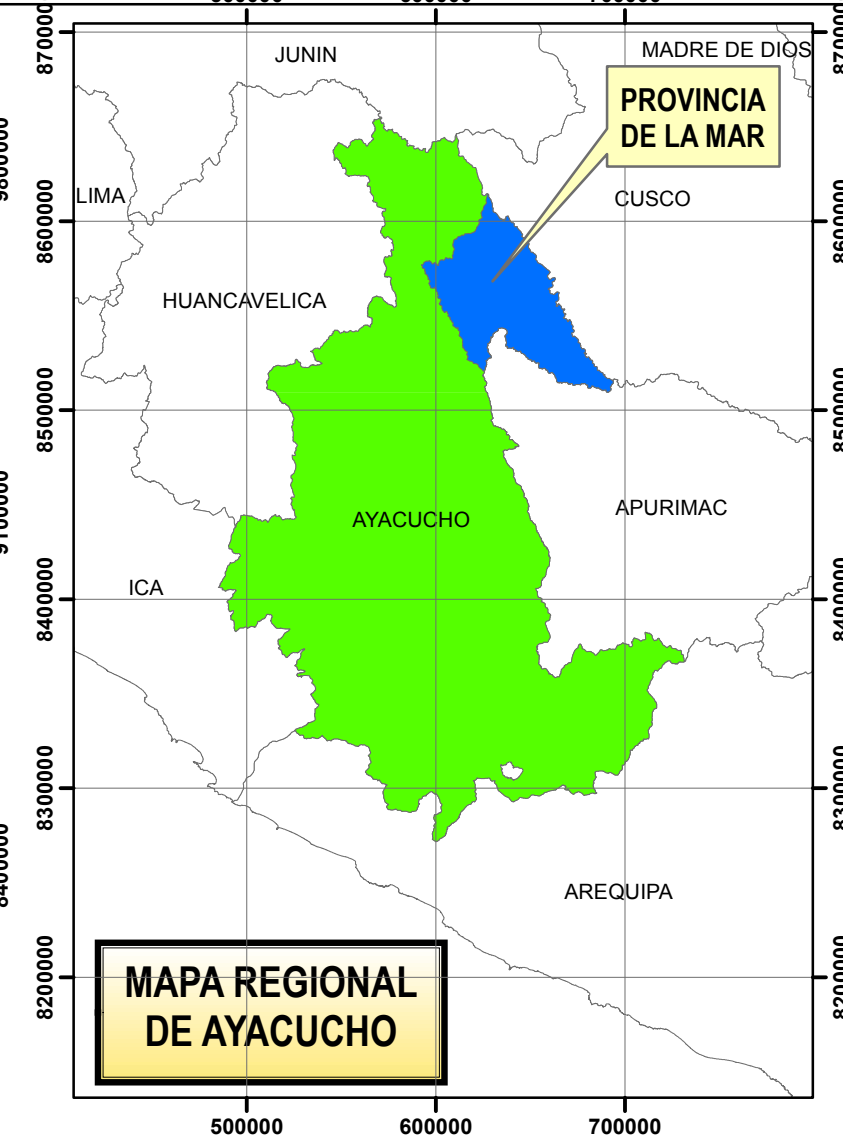 JUNIN
MADRE DE DIOS
PROVINCIA
DE LA MAR
LIMA
CUSCO
HUANCAVELICA
AYACUCHO
APURIMAC
ICA
AREQUIPA
MAPA REGIONAL
DE AYACUCHO
8700000
8600000
8500000
8400000
8300000
8200000
500000
600000
700000